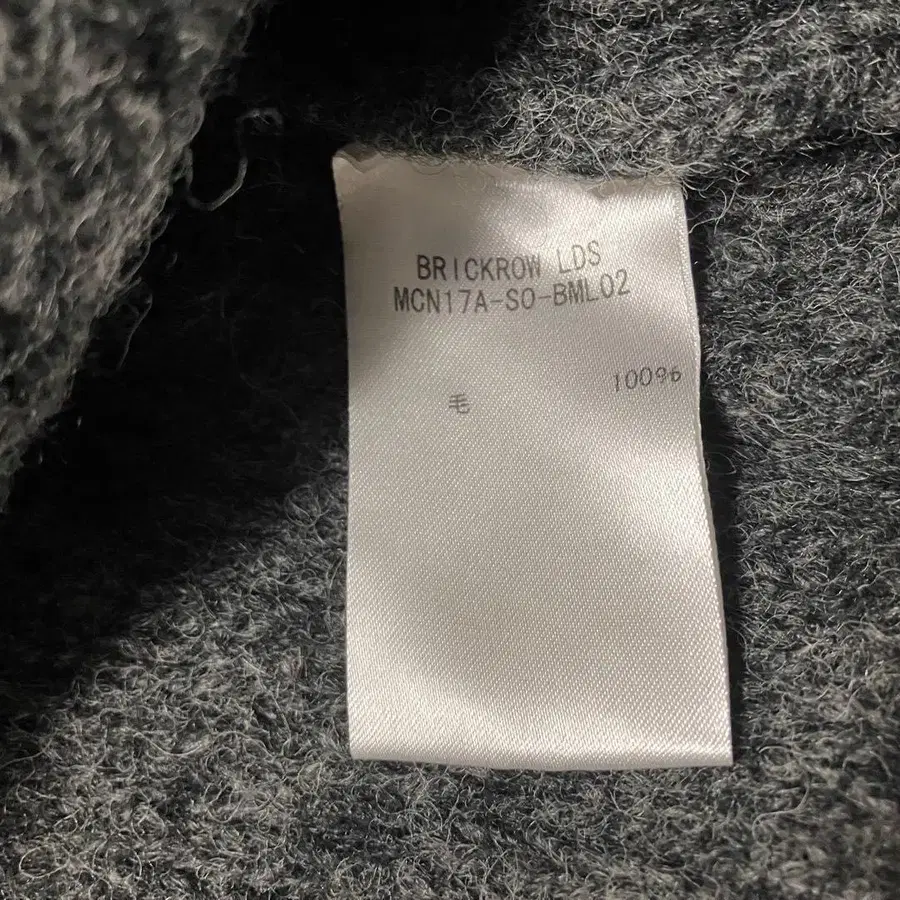 BRICKROW LDS
MCN17A-SO-BML02
毛 100%